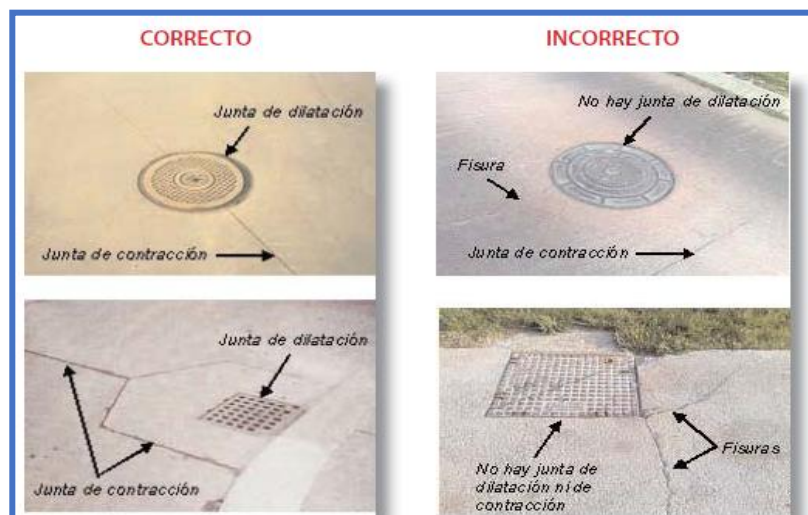 CORRECTO
INCORRECTO
Junta de dilatación
Junta de contracción
No hay junta de dilatación
Fisura
Junta de contracción
Junta de dilatación
Junta de contracción
No hay junta de
dilatación ni de
contracción
Fisuras